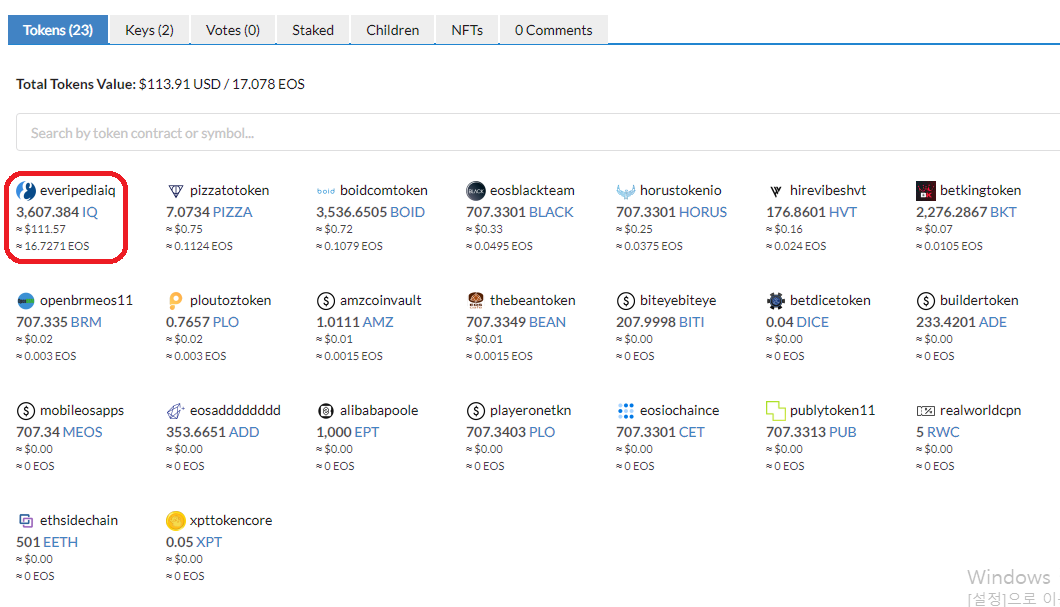 Tokens (23) Keys (2) Votes (0) Staked Children NFTs 0 Comments
Total Tokens Value: $113.91 USD / 17.078 EOS
Search by token contract or symbol...
everipediaiq pizzatotoken boid boidcomtoken BLACK eosblackteam horustokenio hirevibeshvt betkingtoken
3,607.384 IQ 7.0734 PIZZA 3,536.6505 BOID 707.3301 BLACK 707.3301 HORUS 176.8601 HVT 2,276.2867 BKT
≈ $111.57 ≈ $0.75 ≈ $0.72 ≈ $0.33 ≈ $0.25 ≈ $0.16 ≈ $0.07
≈ 16.7271 EOS ≈ 0.1124 EOS ≈ 0.1079 EOS ≈ 0.0495 EOS ≈ 0.0375 EOS ≈ 0.024 EOS ≈ 0.0105 EOS
openbrmeos11 ploutoztoken amzcoinvault thebeantoken biteyebiteye betdicetoken buildertoken
707.335 BRM 0.7657 PLO 1.0111 AMZ 707.3349 BEAN 207.9998 BITI 0.04 DICE 233.4201 ADE
≈ $0.02 ≈ $0.02 ≈ $0.01 ≈ $0.01 ≈ $0.00 ≈ $0.00 ≈ $0.00
≈ 0.003 EOS ≈ 0.003 EOS ≈ 0.0015 EOS ≈ 0.0015 EOS ≈ 0 EOS ≈ 0 EOS ≈ 0 EOS
mobileosapps eosadddddddd alibabapoole playeronetkn eosiochaince publytoken11 realworldcpn
707.34 MEOS 353.6651 ADD 1,000 EPT 707.3403 PLO 707.3301 CET 707.3313 PUB 5 RWC
≈ $0.00 ≈ $0.00 ≈ $0.00 ≈ $0.00 ≈ $0.00 ≈ $0.00 ≈ $0.00
≈ 0 EOS ≈ 0 EOS ≈ 0 EOS ≈ 0 EOS ≈ 0 EOS ≈ 0 EOS ≈ 0 EOS
ethsidechain xpttokencore
501 EETH 0.05 XPT
≈ $0.00 ≈ $0.00
≈ 0 EOS ≈ 0 EOS
Windows
[설정]으로 이